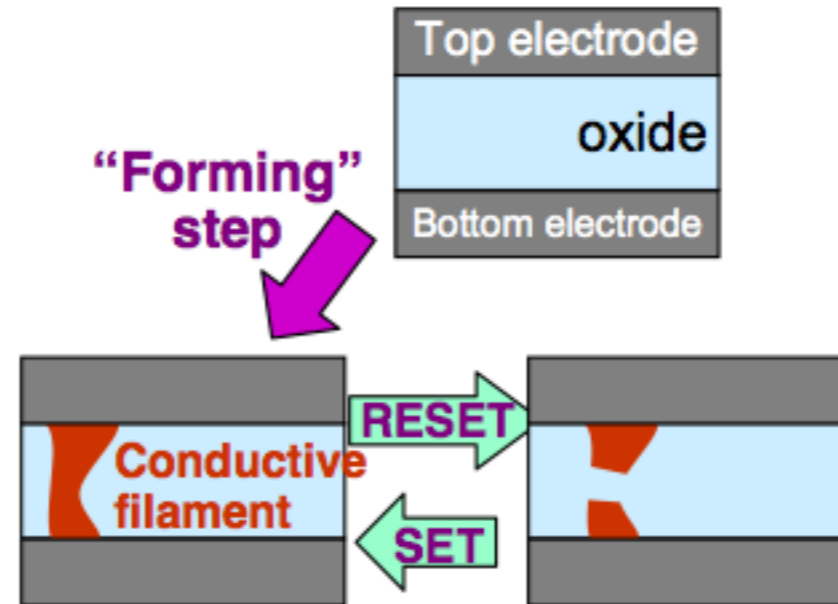 Top electrode
oxide
Bottom electrode
“Forming”
step
RESET
Conductive
filament
SET